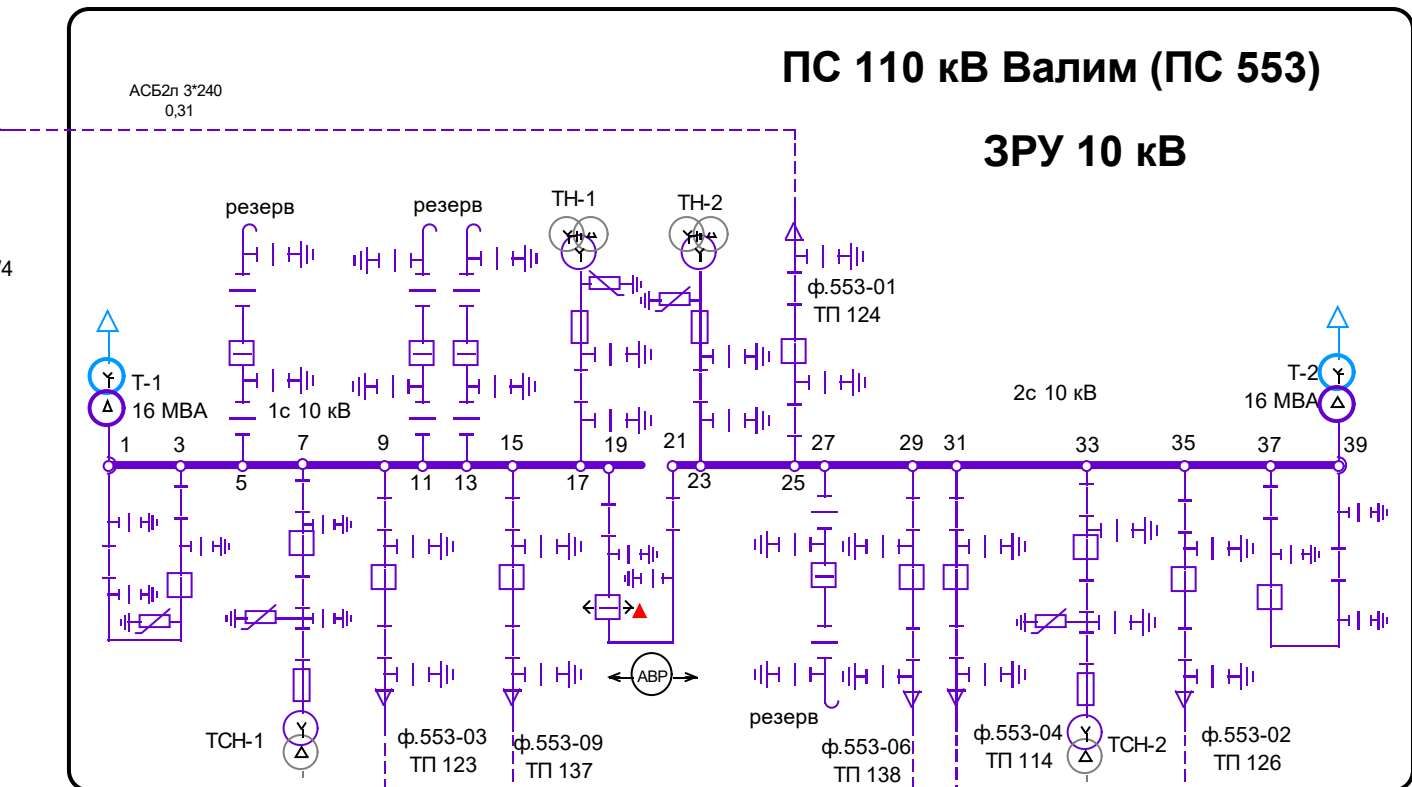 ПС 110 кВ Валим (ПС 553)
ЗРУ 10 кВ
АСБ2л 3*240
0,31
резерв
резерв
ТН-1
ТН-2
/4
ф.553-01
ТП 124
Т-1
16 МВА
1с 10 кВ
2с 10 кВ
Т-2
16 МВА
1
3
5
7
9
11
13
15
17
19
21
23
25
27
29
31
33
35
37
39
АВР
резерв
ТСН-1
ф.553-03
ТП 123
ф.553-09
ТП 137
ф.553-06
ТП 138
ф.553-04
ТП 114
ТСН-2
ф.553-02
ТП 126